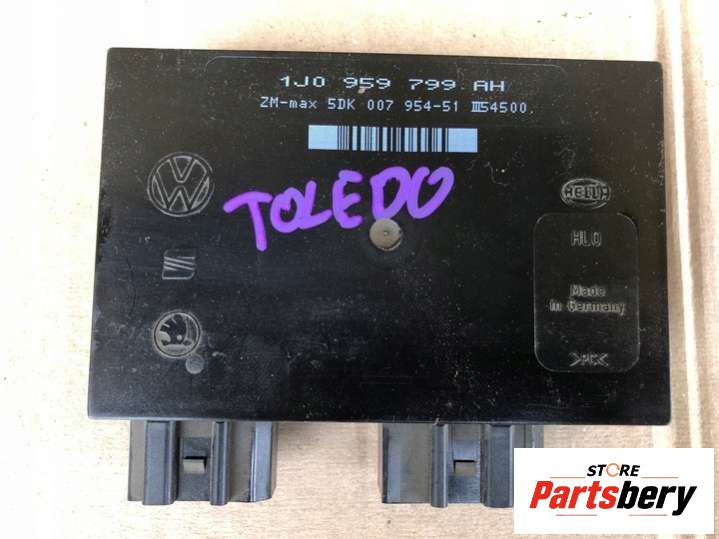 1J0 959 799 AH
ZM-max 5DK 007 954-51 III54500
TOLEDO
HELLA
HLO
Made
in Germany
>PC<
STORE
Partsbery